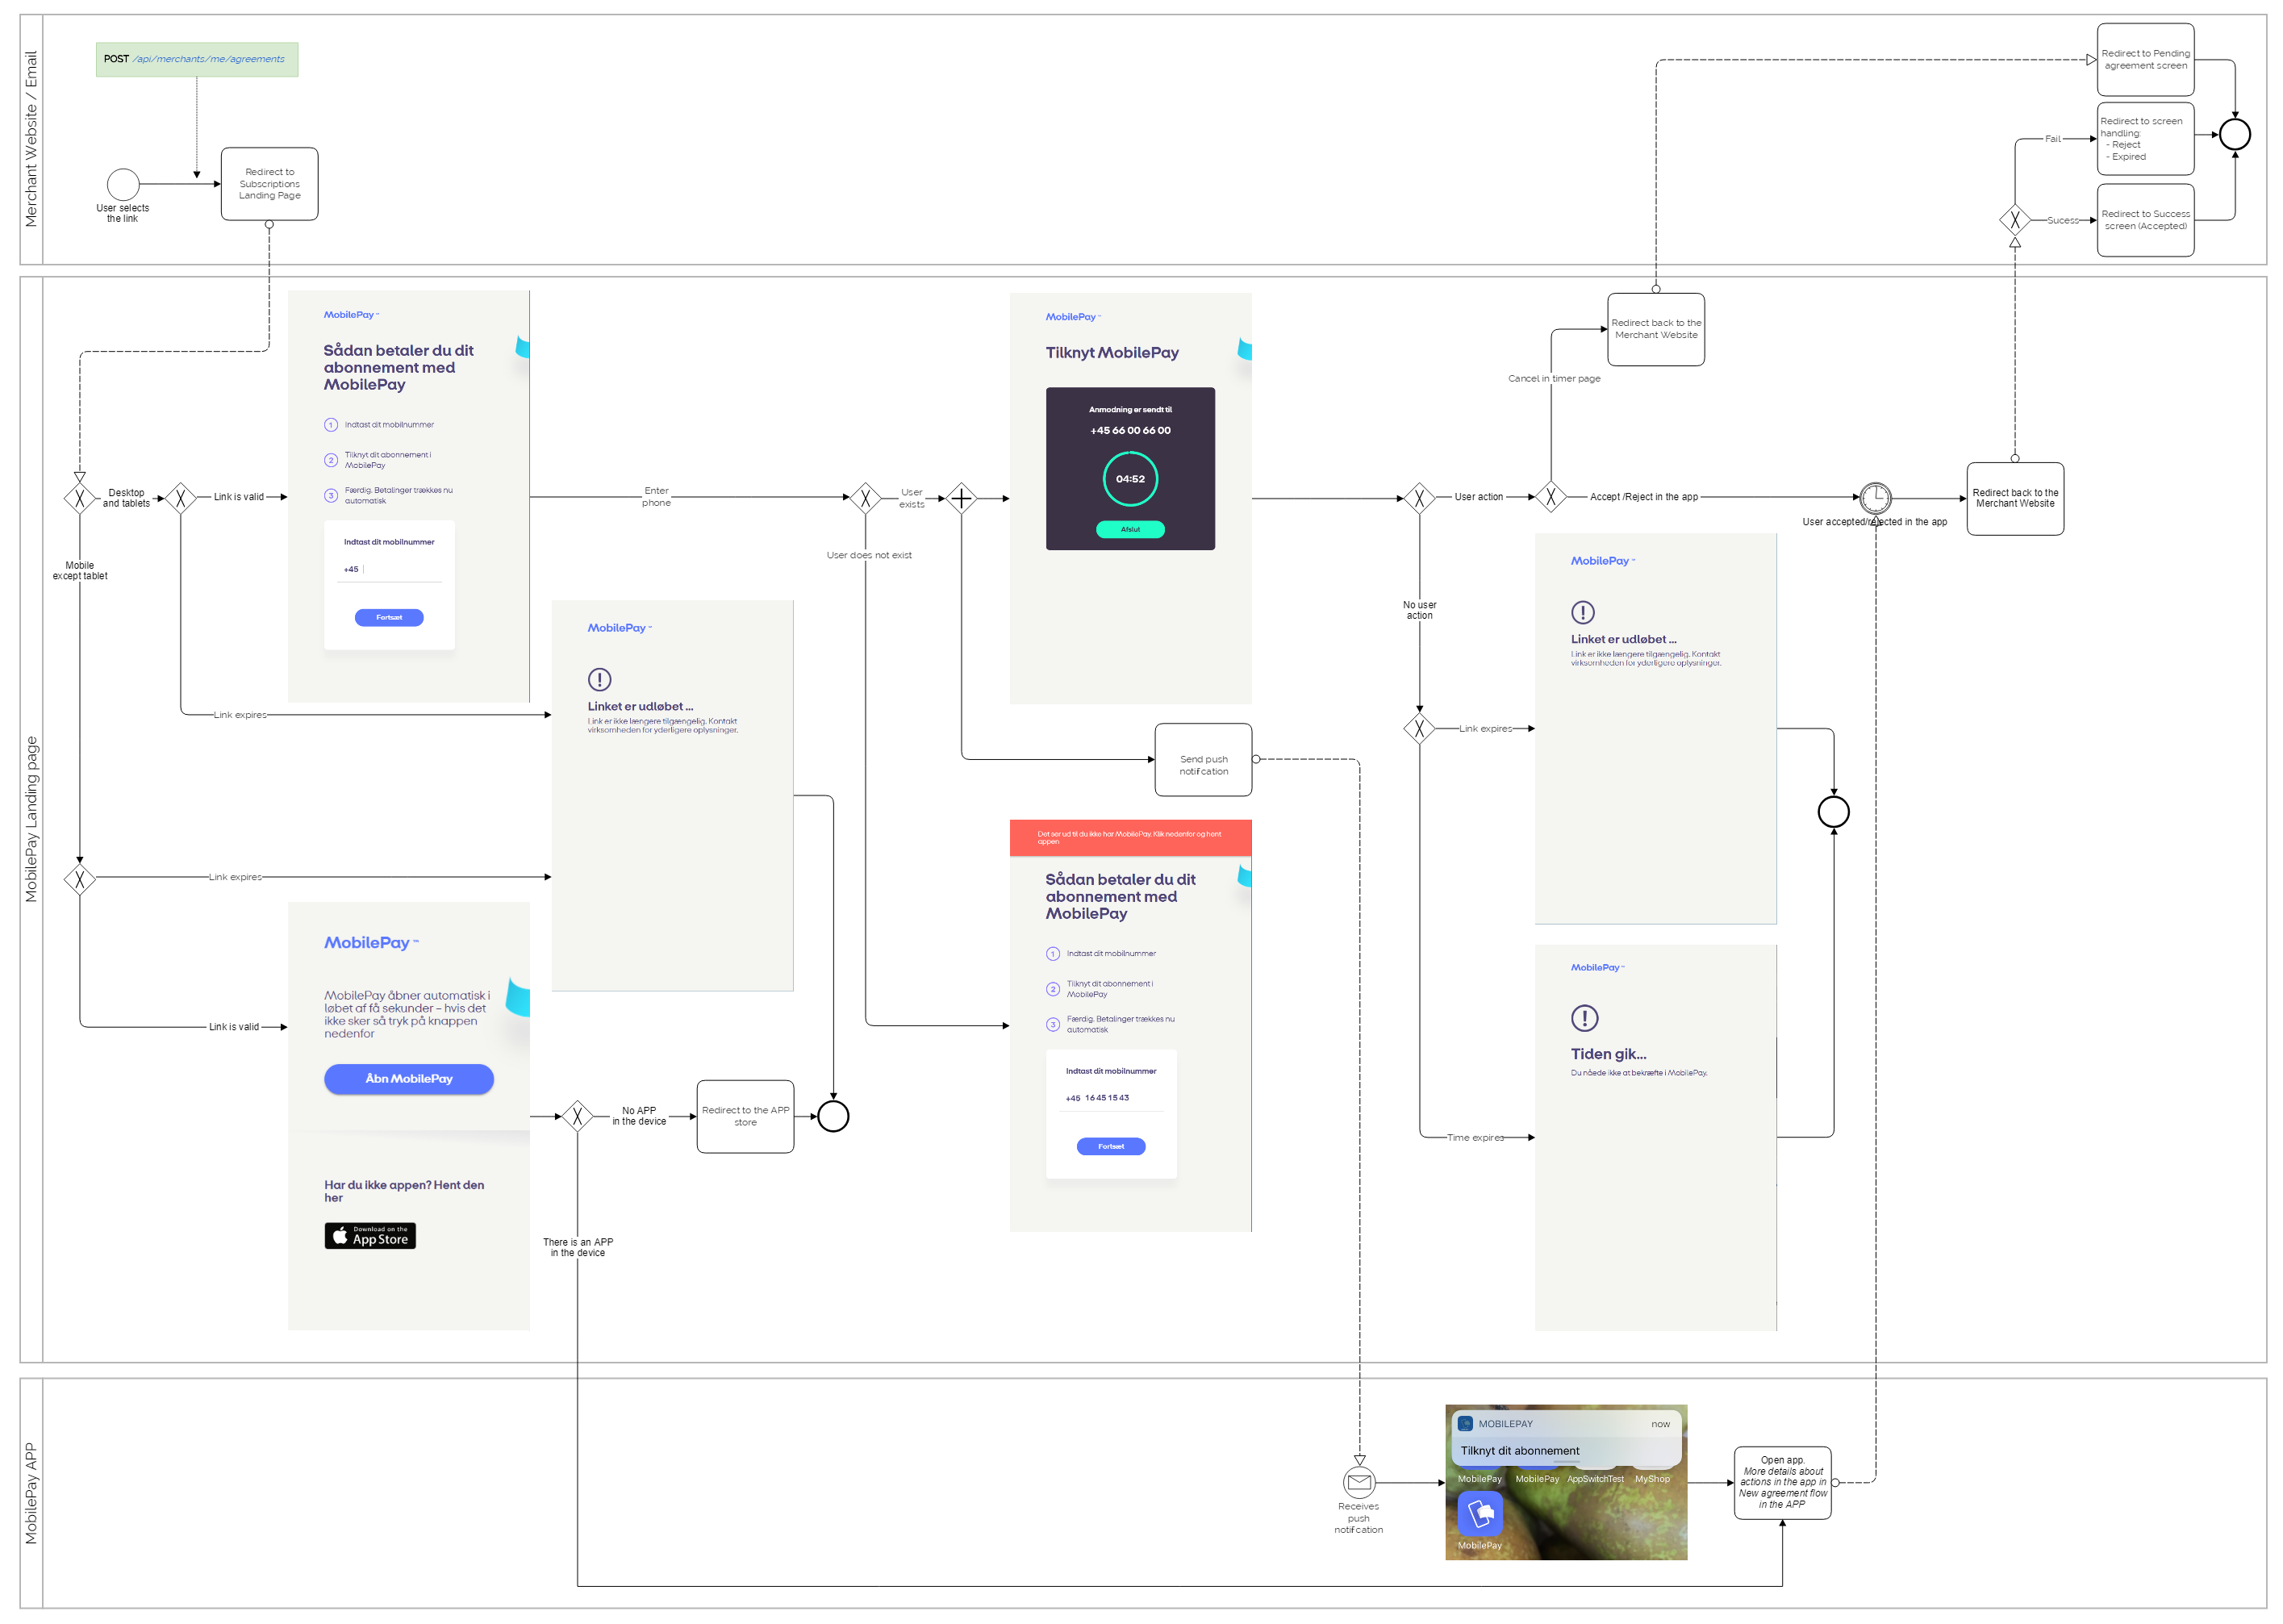 Merchant Website / Email
POST /api/merchants/me/agreements
User selects
the link
Redirect to
Subscriptions
Landing Page
Redirect to Pending
agreement screen
Redirect to screen
handling:
- Reject
- Expired
Fail
Sucess
Redirect to Success
screen (Accepted)
MobilePay Landing page
Desktop
and tablets
Link is valid
Mobile
except tablet
Link expires
Link expires
Link is valid
MobilePay
Sådan betaler du dit
abonnement med
MobilePay
1 Indtast dit mobilnummer
2 Tilknyt dit abonnement i
MobilePay
3 Færdig. Betalinger trækkes nu
automatisk
Indtast dit mobilnummer
+45
Fortsæt
MobilePay
Linket er udløbet ...
Link er ikke længere tilgængelig. Kontakt
virksomheden for yderligere oplysninger.
MobilePay™
MobilePay åbner automatisk i
løbet af få sekunder – hvis det
ikke sker så tryk på knappen
nedenfor
Åbn MobilePay
Har du ikke appen? Hent den
her
Download on the
App Store
No APP
in the device
Redirect to the APP
store
There is an APP
in the device
Enter
phone
User
exists
User does not exist
MobilePay
Tilknyt MobilePay
Anmodning er sendt til
+45 66 00 66 00
04:52
Afslut
Send push
notifcation
Det ser ud til du ikke har MobilePay. Klik nedenfor og hent
appen
Sådan betaler du dit
abonnement med
MobilePay
1 Indtast dit mobilnummer
2 Tilknyt dit abonnement i
MobilePay
3 Færdig. Betalinger trækkes nu
automatisk
Indtast dit mobilnummer
+45 16 45 15 43
Fortsæt
User action
Cancel in timer page
Redirect back to the
Merchant Website
Accept /Reject in the app
User accepted/rejected in the app
Redirect back to the
Merchant Website
No user
action
Link expires
Time expires
MobilePay
Linket er udløbet ...
Link er ikke længere tilgængelig. Kontakt
virksomheden for yderligere oplysninger.
MobilePay
Tiden gik...
Du nåede ikke at bekræfte i MobilePay.
MobilePay APP
Receives
push
notifcation
MOBILEPAY now
Tilknyt dit abonnement
MobilePay MobilePay AppSwitchTest MyShop
MobilePay
Open app.
More details about
actions in the app in
New agreement flow
in the APP